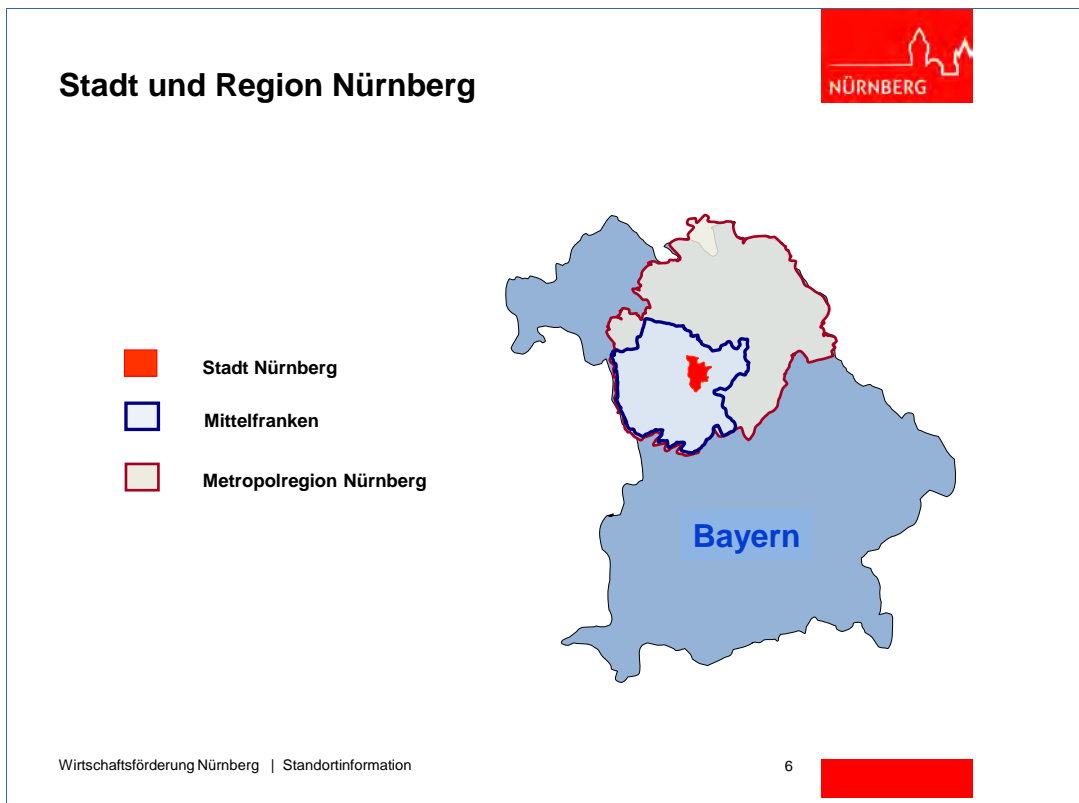 Stadt und Region Nürnberg
NÜRNBERG
Stadt Nürnberg
Mittelfranken
Metropolregion Nürnberg
Bayern
Wirtschaftsförderung Nürnberg | Standortinformation
6